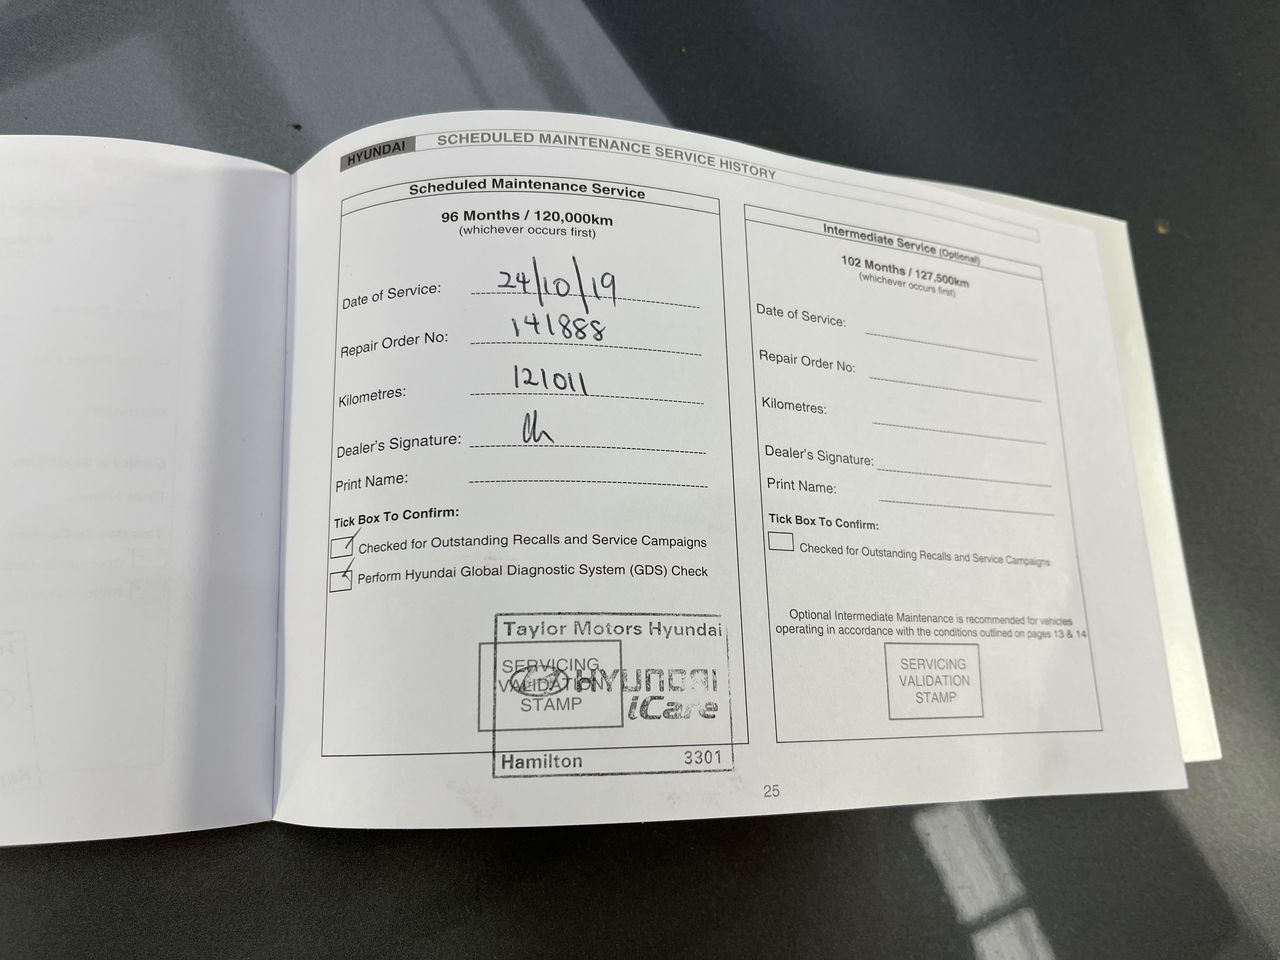 HYUNDAI SCHEDULED MAINTENANCE SERVICE HISTORY
Scheduled Maintenance Service
96 Months / 120,000km
(whichever occurs first)
Date of Service: 24/10/19
Repair Order No: 141888
Kilometres: 121011
Dealer's Signature:
Print Name:
Tick Box To Confirm:
Checked for Outstanding Recalls and Service Campaigns
Perform Hyundai Global Diagnostic System (GDS) Check
Taylor Motors Hyundai
SERVICING
VALIDATION
STAMP
HYUNDAI
iCare
Hamilton 3301
Intermediate Service (Optional)
102 Months / 127,500km
(whichever occurs first)
Date of Service:
Repair Order No:
Kilometres:
Dealer's Signature:
Print Name:
Tick Box To Confirm:
Checked for Outstanding Recalls and Service Campaigns
Optional Intermediate Maintenance is recommended for vehicles
operating in accordance with the conditions outlined on pages 13 & 14
SERVICING
VALIDATION
STAMP
25